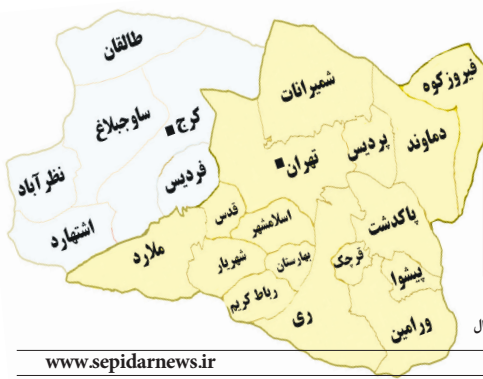 طالقان
فیروزکوه
شمیرانات
ساوجبلاغ
کرج
دماوند
پردیس
تهران
نظرآباد
فردیس
اشتهارد
قدس
اسلامشهر
پاکدشت
ملارد
شهریار
بهارستان
قرچک
پیشوا
رباط کریم
ری
ورامین
www.sepidarnews.ir